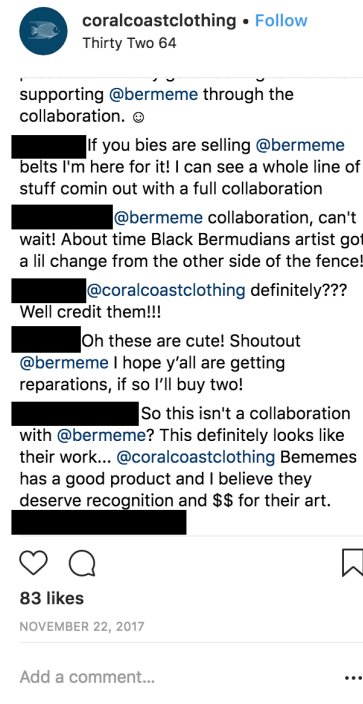 coralcoastclothing • Follow
Thirty Two 64
supporting @bermeme through the
collaboration. ☺
If you bies are selling @bermeme
belts I'm here for it! I can see a whole line of
stuff comin out with a full collaboration
@bermeme collaboration, can't
wait! About time Black Bermudians artist got
a lil change from the other side of the fence!
@coralcoastclothing definitely???
Well credit them!!!
Oh these are cute! Shoutout
@bermeme I hope y'all are getting
reparations, if so I'll buy two!
So this isn't a collaboration
with @bermeme? This definitely looks like
their work... @coralcoastclothing Bememes
has a good product and I believe they
deserve recognition and $$ for their art.
83 likes
NOVEMBER 22, 2017
Add a comment...